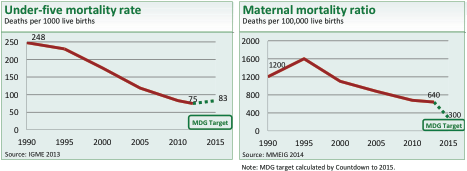 Under-five mortality rate
Deaths per 1000 live births
300
250
200
150
100
50
0
248
75
83
MDG Target
1990 1995 2000 2005 2010 2015
Source: IGME 2013
Maternal mortality ratio
Deaths per 100,000 live births
2000
1600
1200
800
400
0
1200
640
300
MDG Target
1990 1995 2000 2005 2010 2015
Source: MMEIG 2014
Note: MDG target calculated by Countdown to 2015.